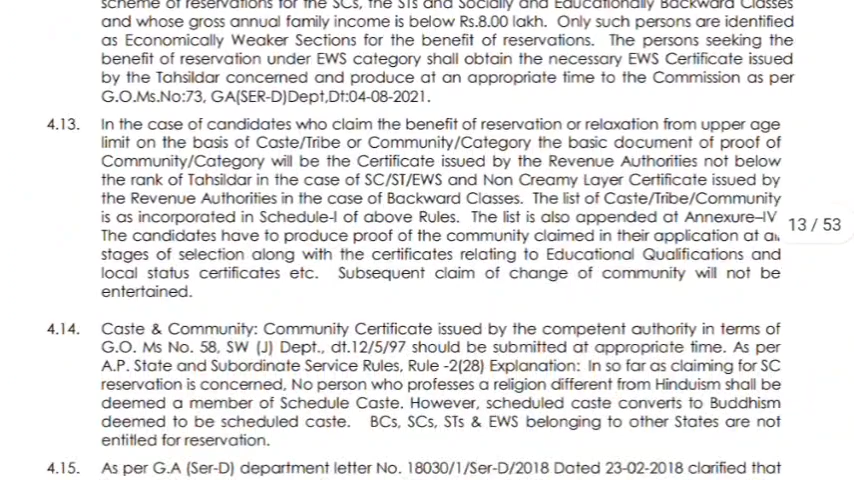 scheme of reservations for the SCs, the STs and Socially and Educationally Backward Classes
and whose gross annual family income is below Rs.8.00 lakh. Only such persons are identified
as Economically Weaker Sections for the benefit of reservations. The persons seeking the
benefit of reservation under EWS category shall obtain the necessary EWS Certificate issued
by the Tahsildar concerned and produce at an appropriate time to the Commission as per
G.O.Ms.No:73, GA(SER-D)Dept,Dt:04-08-2021.
4.13. In the case of candidates who claim the benefit of reservation or relaxation from upper age
limit on the basis of Caste/Tribe or Community/Category the basic document of proof of
Community/Category will be the Certificate issued by the Revenue Authorities not below
the rank of Tahsildar in the case of SC/ST/EWS and Non Creamy Layer Certificate issued by
the Revenue Authorities in the case of Backward Classes. The list of Caste/Tribe/Community
is as incorporated in Schedule-I of above Rules. The list is also appended at Annexure–IV
13 / 53
The candidates have to produce proof of the community claimed in their application at
stages of selection along with the certificates relating to Educational Qualifications and
local status certificates etc. Subsequent claim of change of community will not be
entertained.
4.14. Caste & Community: Community Certificate issued by the competent authority in terms of
G.O. Ms No. 58, SW (J) Dept., dt.12/5/97 should be submitted at appropriate time. As per
A.P. State and Subordinate Service Rules, Rule -2(28) Explanation: In so far as claiming for SC
reservation is concerned, No person who professes a religion different from Hinduism shall be
deemed a member of Schedule Caste. However, scheduled caste converts to Buddhism
deemed to be scheduled caste. BCs, SCs, STs & EWS belonging to other States are not
entitled for reservation.
4.15. As per G.A (Ser-D) department letter No. 18030/1/Ser-D/2018 Dated 23-02-2018 clarified that